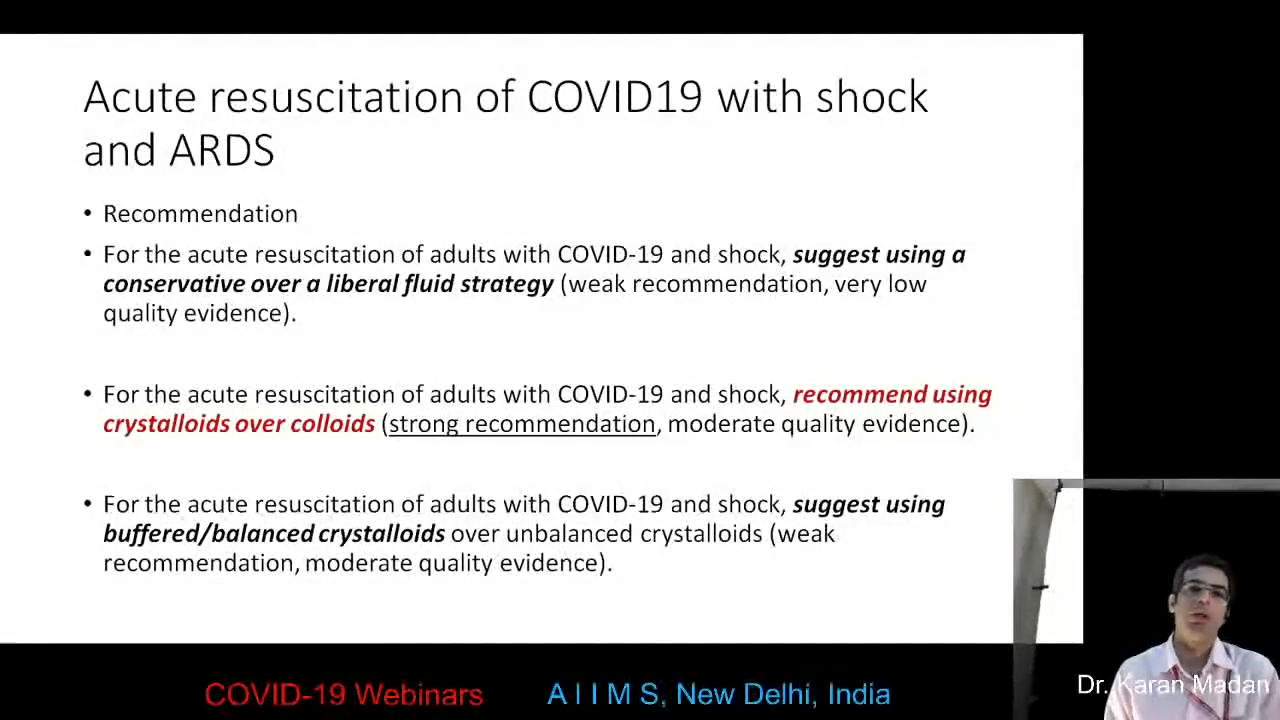 Acute resuscitation of COVID19 with shock
and ARDS
• Recommendation
• For the acute resuscitation of adults with COVID-19 and shock, suggest using a
conservative over a liberal fluid strategy (weak recommendation, very low
quality evidence).
• For the acute resuscitation of adults with COVID-19 and shock, recommend using
crystalloids over colloids (strong recommendation, moderate quality evidence).
• For the acute resuscitation of adults with COVID-19 and shock, suggest using
buffered/balanced crystalloids over unbalanced crystalloids (weak
recommendation, moderate quality evidence).
Dr. Karan Madan
COVID-19 Webinars A I I M S, New Delhi, India